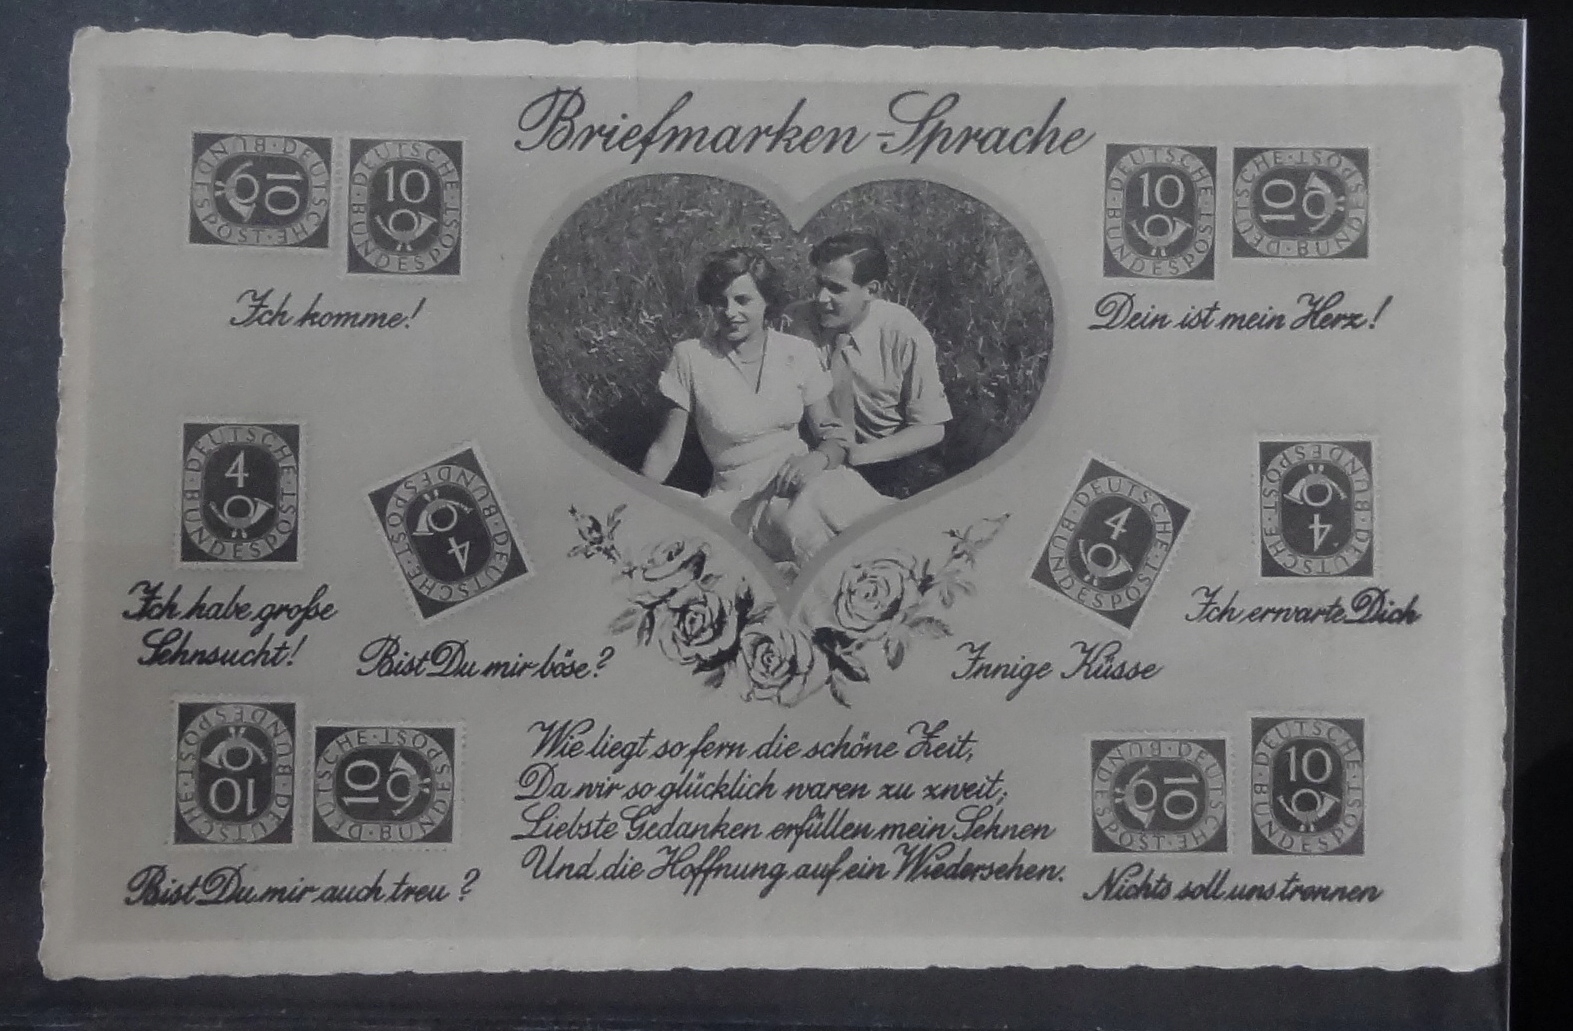 Briefmarken-Sprache
DEUTSCHE BUNDESPOST 10
DEUTSCHE BUNDESPOST 10
Ich komme!
DEUTSCHE BUNDESPOST 10
DEUTSCHE BUNDESPOST 10
Dein ist mein Herz!
DEUTSCHE BUNDESPOST 4
Ich habe große
Sehnsucht!
DEUTSCHE BUNDESPOST 4
Bist Du mir böse?
DEUTSCHE BUNDESPOST 4
Innige Küsse
DEUTSCHE BUNDESPOST 4
Ich erwarte Dich
DEUTSCHE BUNDESPOST 10
DEUTSCHE BUNDESPOST 10
Bist Du mir auch treu?
Wie liegt so fern die schöne Zeit,
Da wir so glücklich waren zu zweit;
Liebste Gedanken erfüllen mein Sehnen
Und die Hoffnung auf ein Wiedersehen.
DEUTSCHE BUNDESPOST 10
DEUTSCHE BUNDESPOST 10
Nichts soll uns trennen